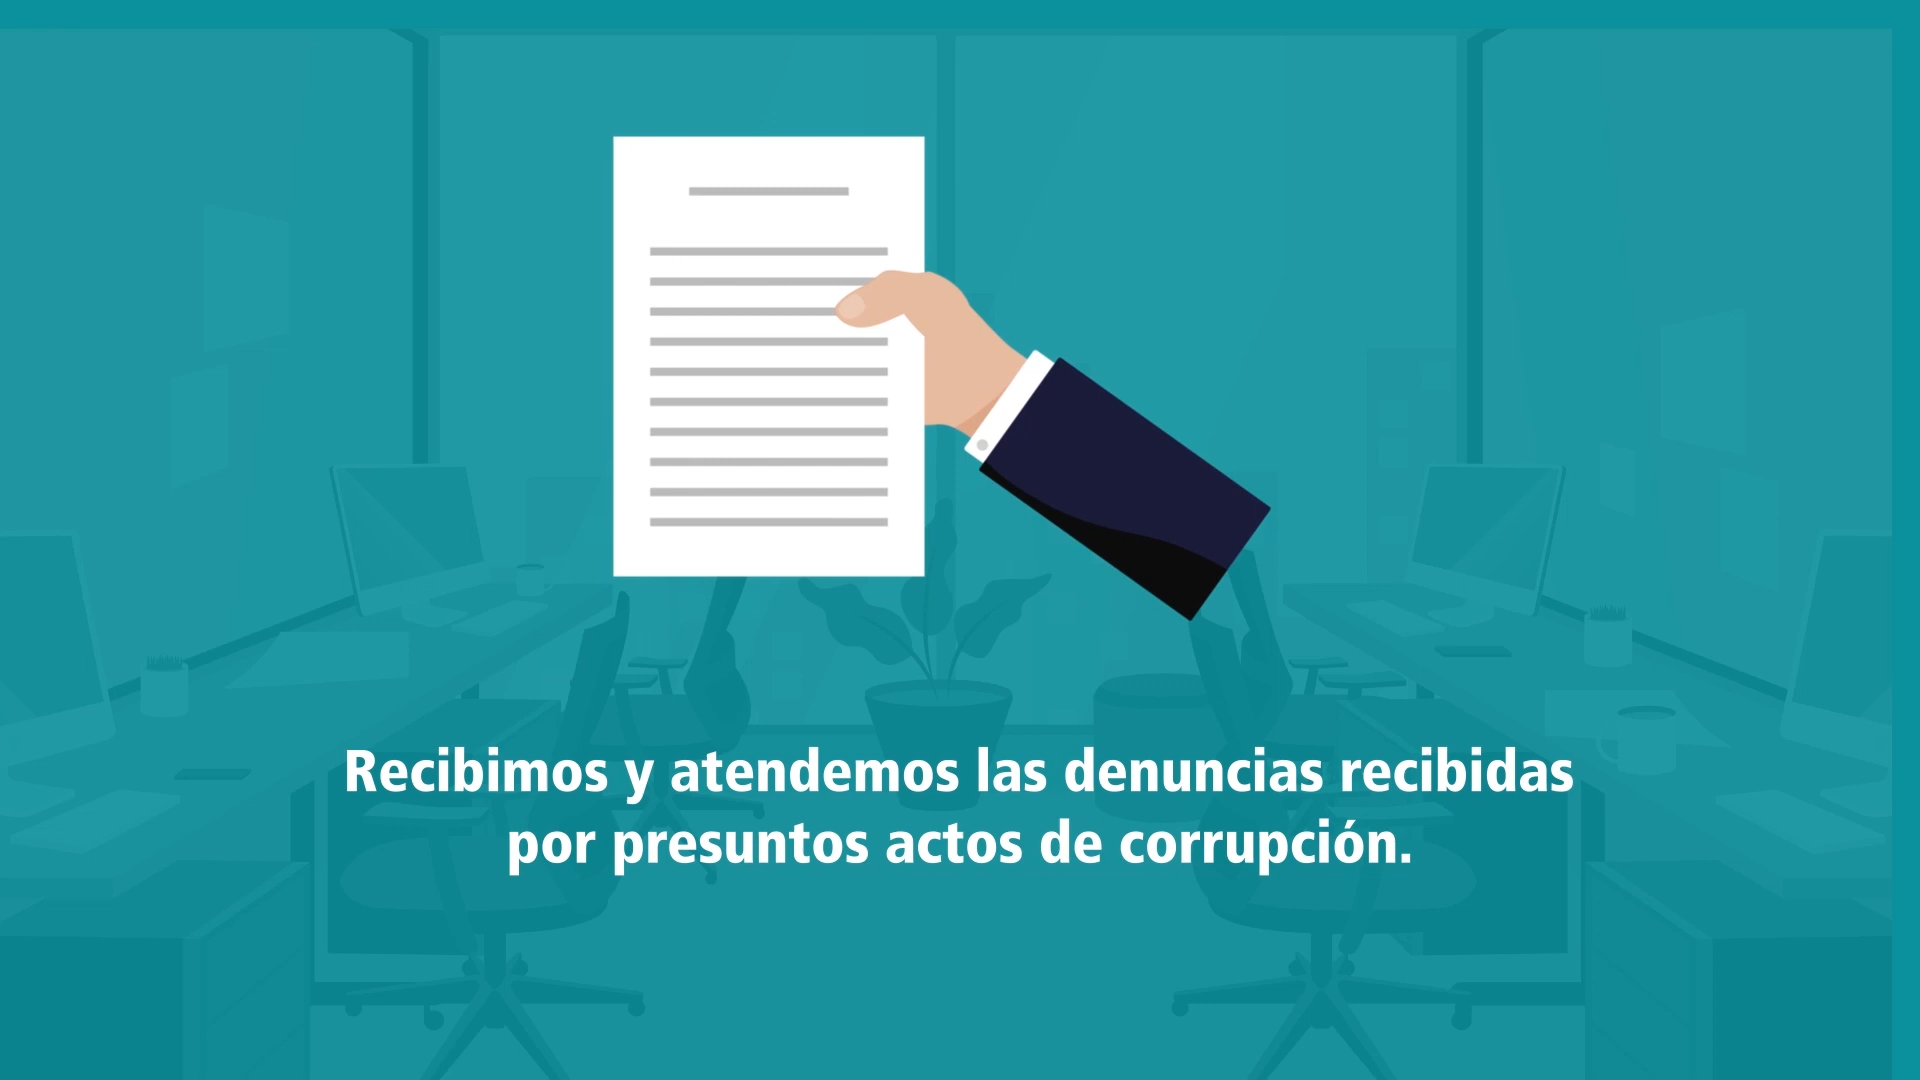 Recibimos y atendemos las denuncias recibidas
por presuntos actos de corrupción.